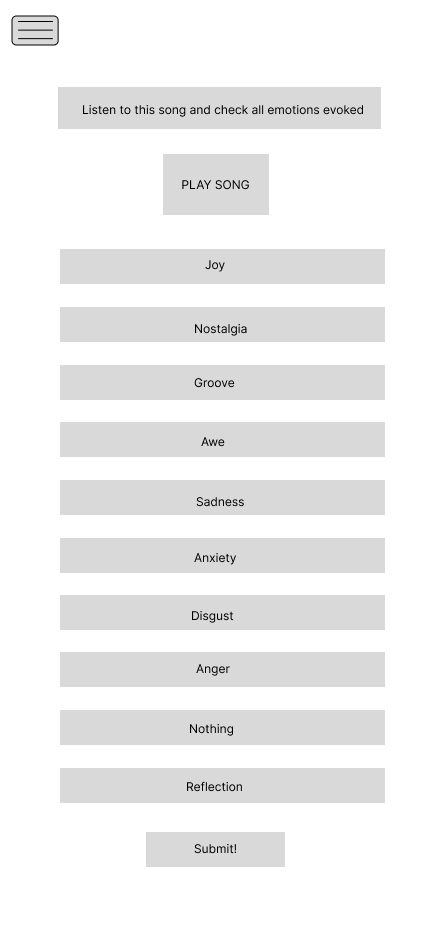 Listen to this song and check all emotions evoked
PLAY SONG
Joy
Nostalgia
Groove
Awe
Sadness
Anxiety
Disgust
Anger
Nothing
Reflection
Submit!